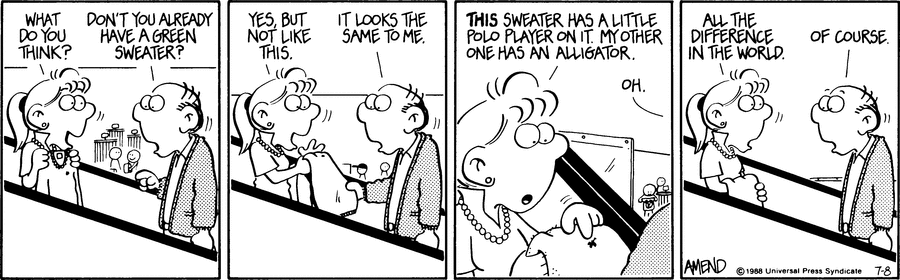 WHAT
DO YOU
THINK?
DON'T YOU ALREADY
HAVE A GREEN
SWEATER?
YES, BUT
NOT LIKE
THIS.
IT LOOKS THE
SAME TO ME.
THIS SWEATER HAS A LITTLE
POLO PLAYER ON IT. MY OTHER
ONE HAS AN ALLIGATOR.
OH.
ALL THE
DIFFERENCE
IN THE WORLD.
OF COURSE.
AMEND
©1988 Universal Press Syndicate
7-8